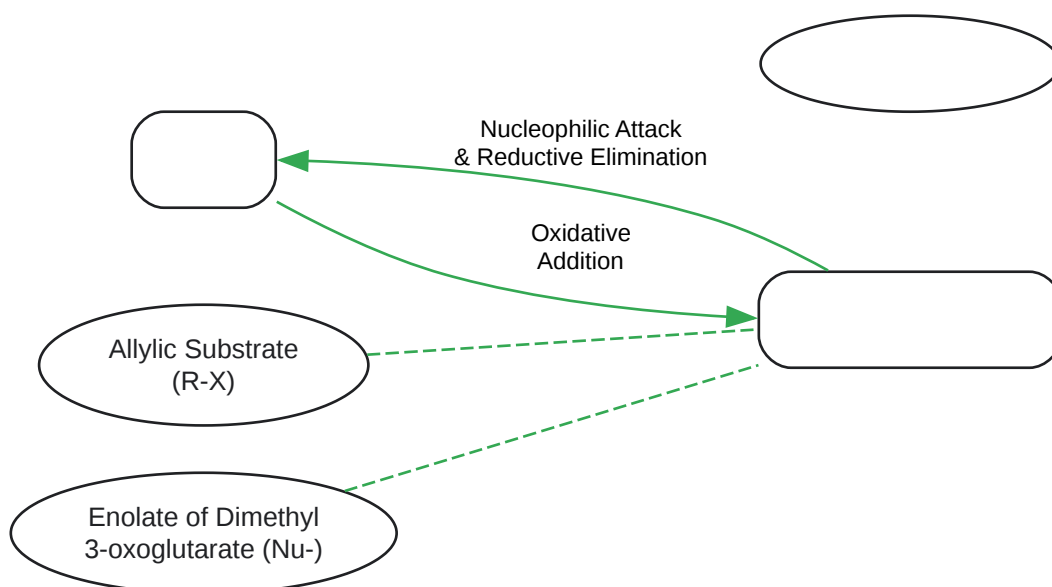 Nucleophilic Attack
& Reductive Elimination
Oxidative
Addition
Allylic Substrate
(R-X)
Enolate of Dimethyl
3-oxoglutarate (Nu-)